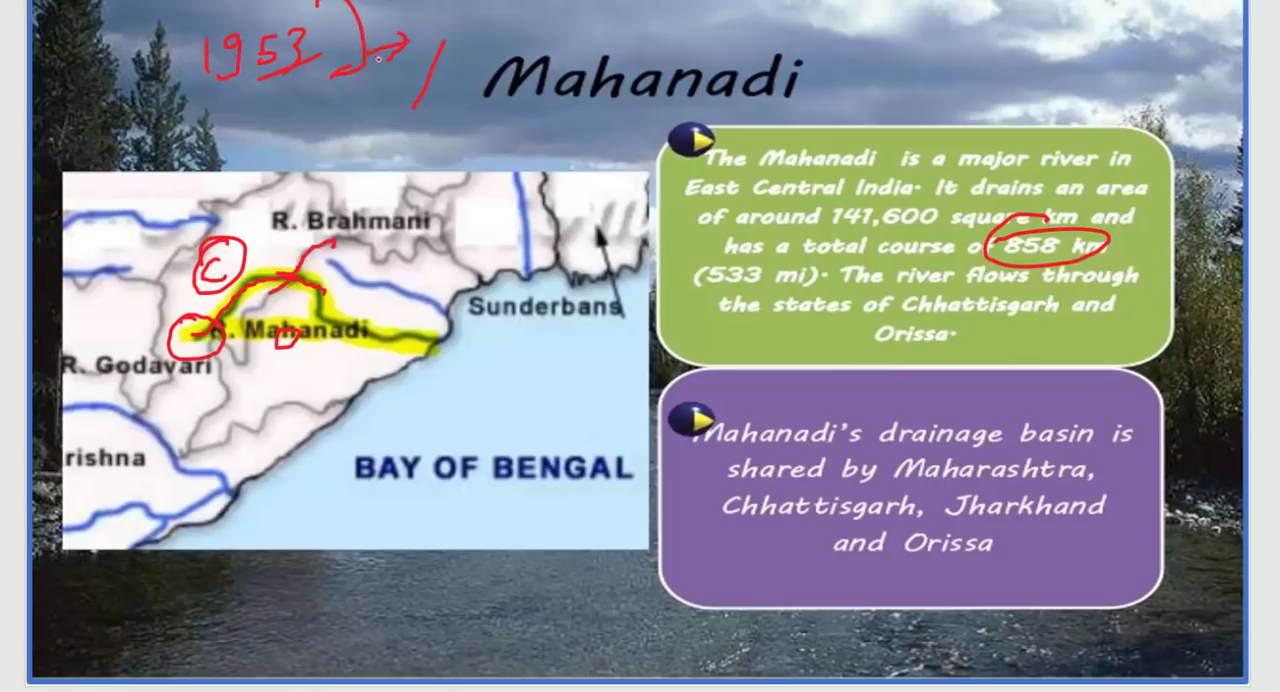 1953
Mahanadi
The Mahanadi is a major river in
East Central India. It drains an area
of around 141,600 square km and
has a total course of 858 km
(533 mi). The river flows through
the states of Chhattisgarh and
Orissa.
Mahanadi's drainage basin is
shared by Maharashtra,
Chhattisgarh, Jharkhand
and Orissa
R. Brahmani
C
Sunderbans
R. Mahanadi
R. Godavari
rishna
BAY OF BENGAL